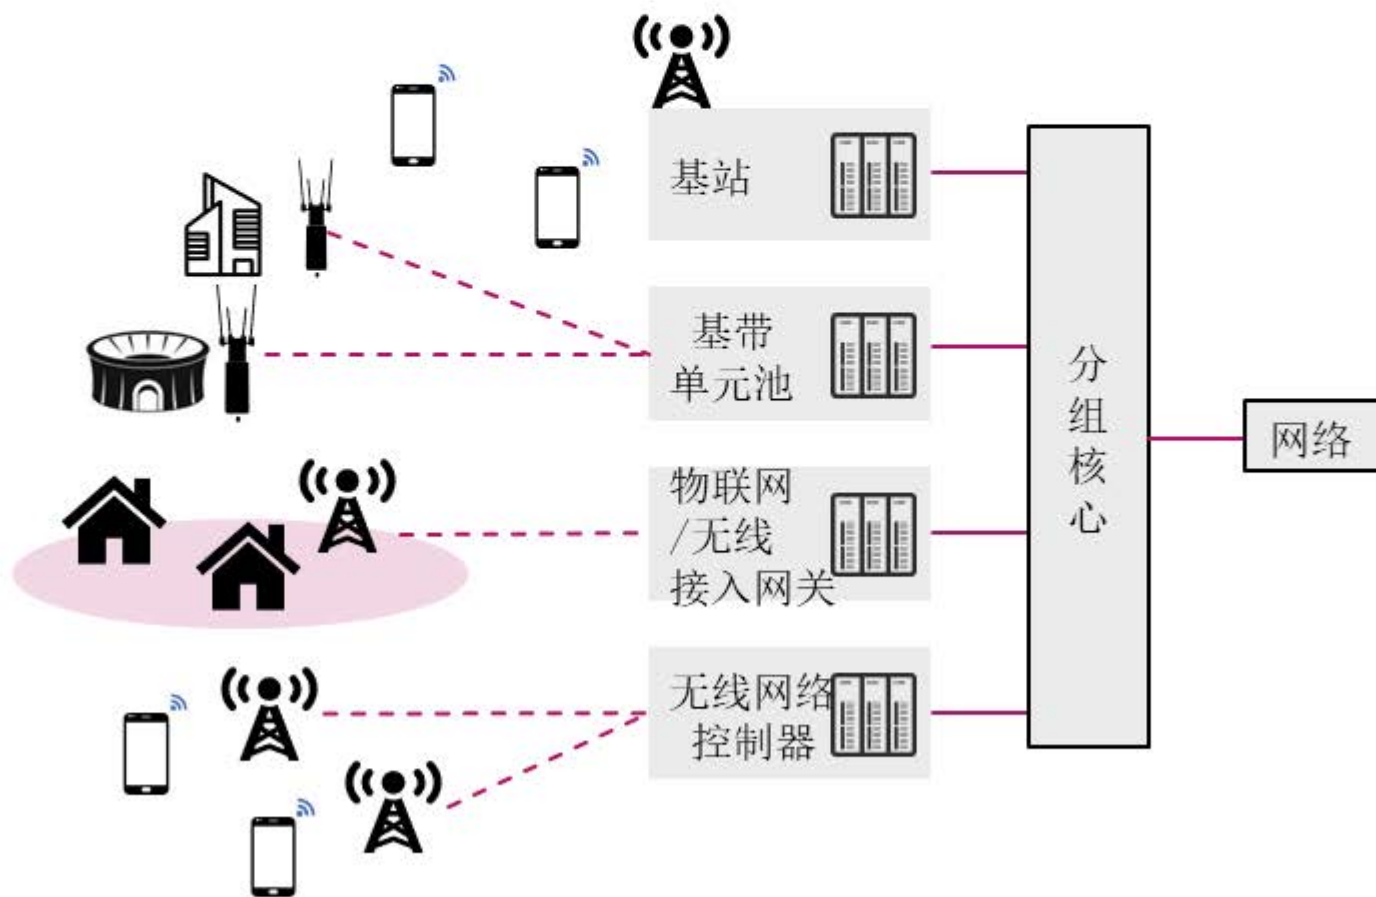 基站
基带
单元池
物联网
/无线
接入网关
无线网络
控制器
分
组
核
心
网络